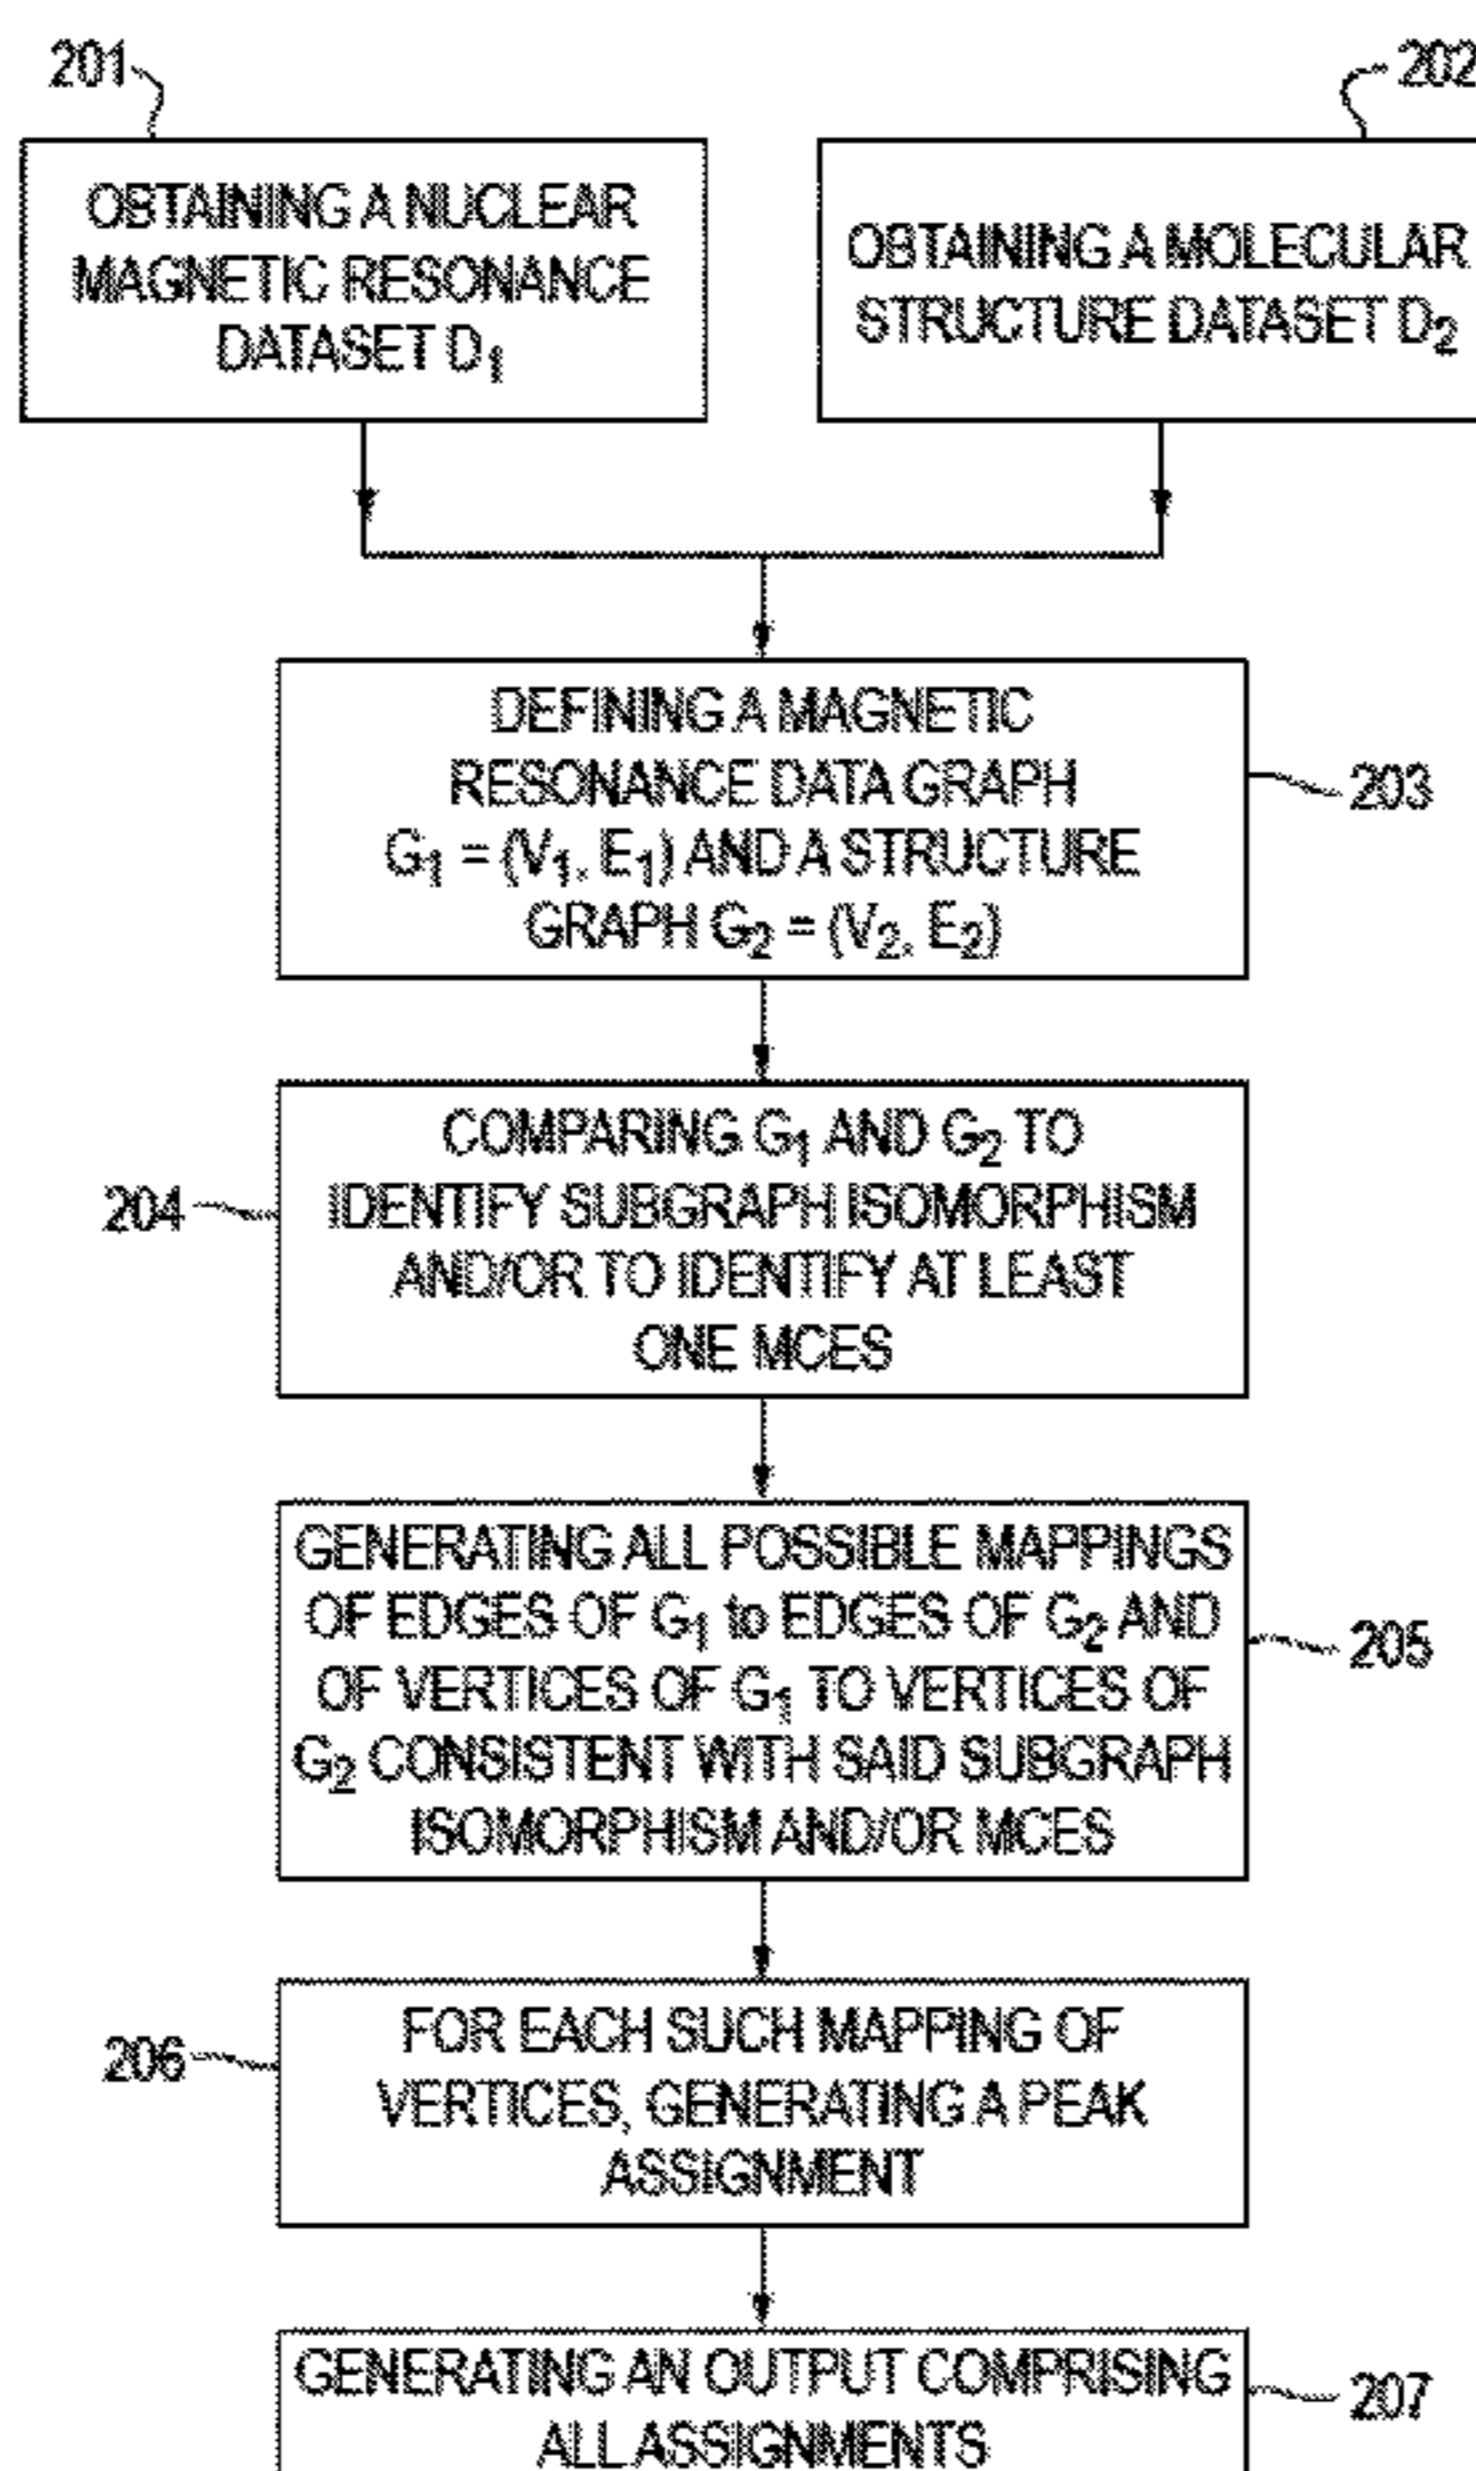 201
202
OBTAINING A NUCLEAR
MAGNETIC RESONANCE
DATASET D1
OBTAINING A MOLECULAR
STRUCTURE DATASET D2
DEFINING A MAGNETIC
RESONANCE DATA GRAPH
G1 = (V1, E1) AND A STRUCTURE
GRAPH G2 = (V2, E2)
203
COMPARING G1 AND G2 TO
IDENTIFY SUBGRAPH ISOMORPHISM
AND/OR TO IDENTIFY AT LEAST
ONE MCES
204
GENERATING ALL POSSIBLE MAPPINGS
OF EDGES OF G1 to EDGES OF G2 AND
OF VERTICES OF G1 TO VERTICES OF
G2 CONSISTENT WITH SAID SUBGRAPH
ISOMORPHISM AND/OR MCES
205
FOR EACH SUCH MAPPING OF
VERTICES, GENERATING A PEAK
ASSIGNMENT
206
GENERATING AN OUTPUT COMPRISING
ALL ASSIGNMENTS
207